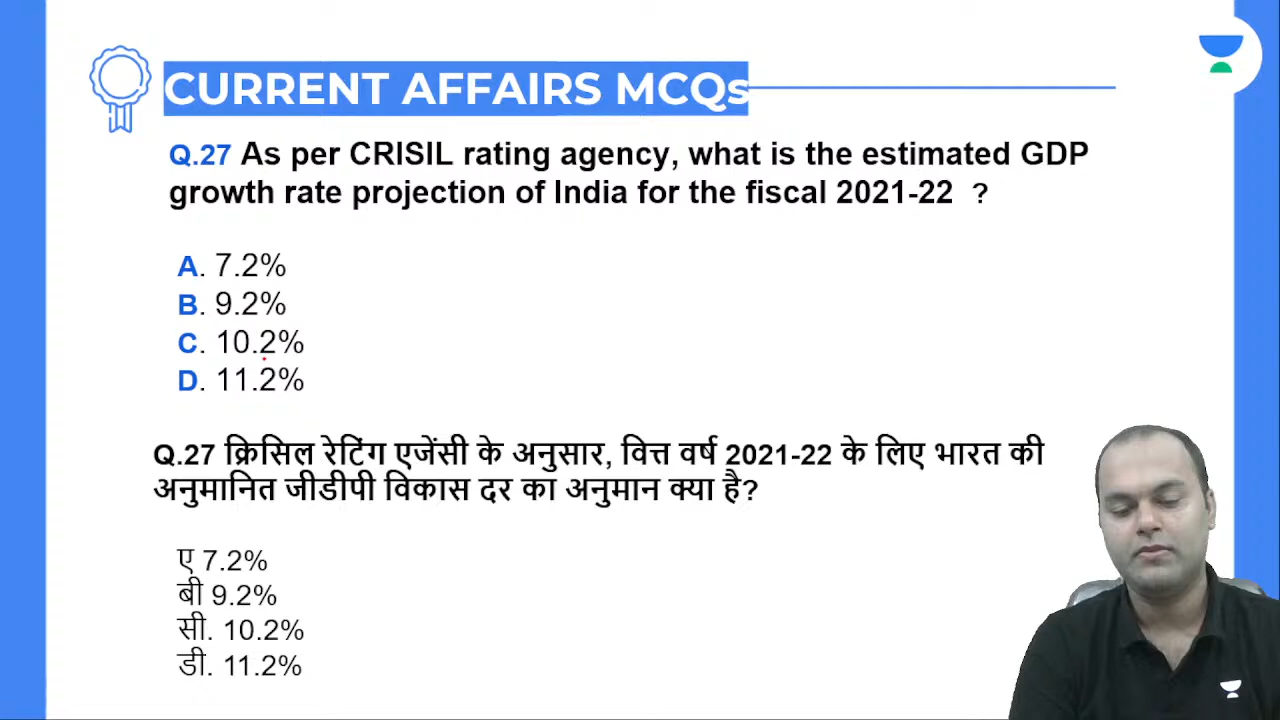 CURRENT AFFAIRS MCQs
Q.27 As per CRISIL rating agency, what is the estimated GDP
growth rate projection of India for the fiscal 2021-22 ?
A. 7.2%
B. 9.2%
C. 10.2%
D. 11.2%
Q.27 क्रिसिल रेटिंग एजेंसी के अनुसार, वित्त वर्ष 2021-22 के लिए भारत की
अनुमानित जीडीपी विकास दर का अनुमान क्या है?
ए 7.2%
बी 9.2%
सी. 10.2%
डी. 11.2%